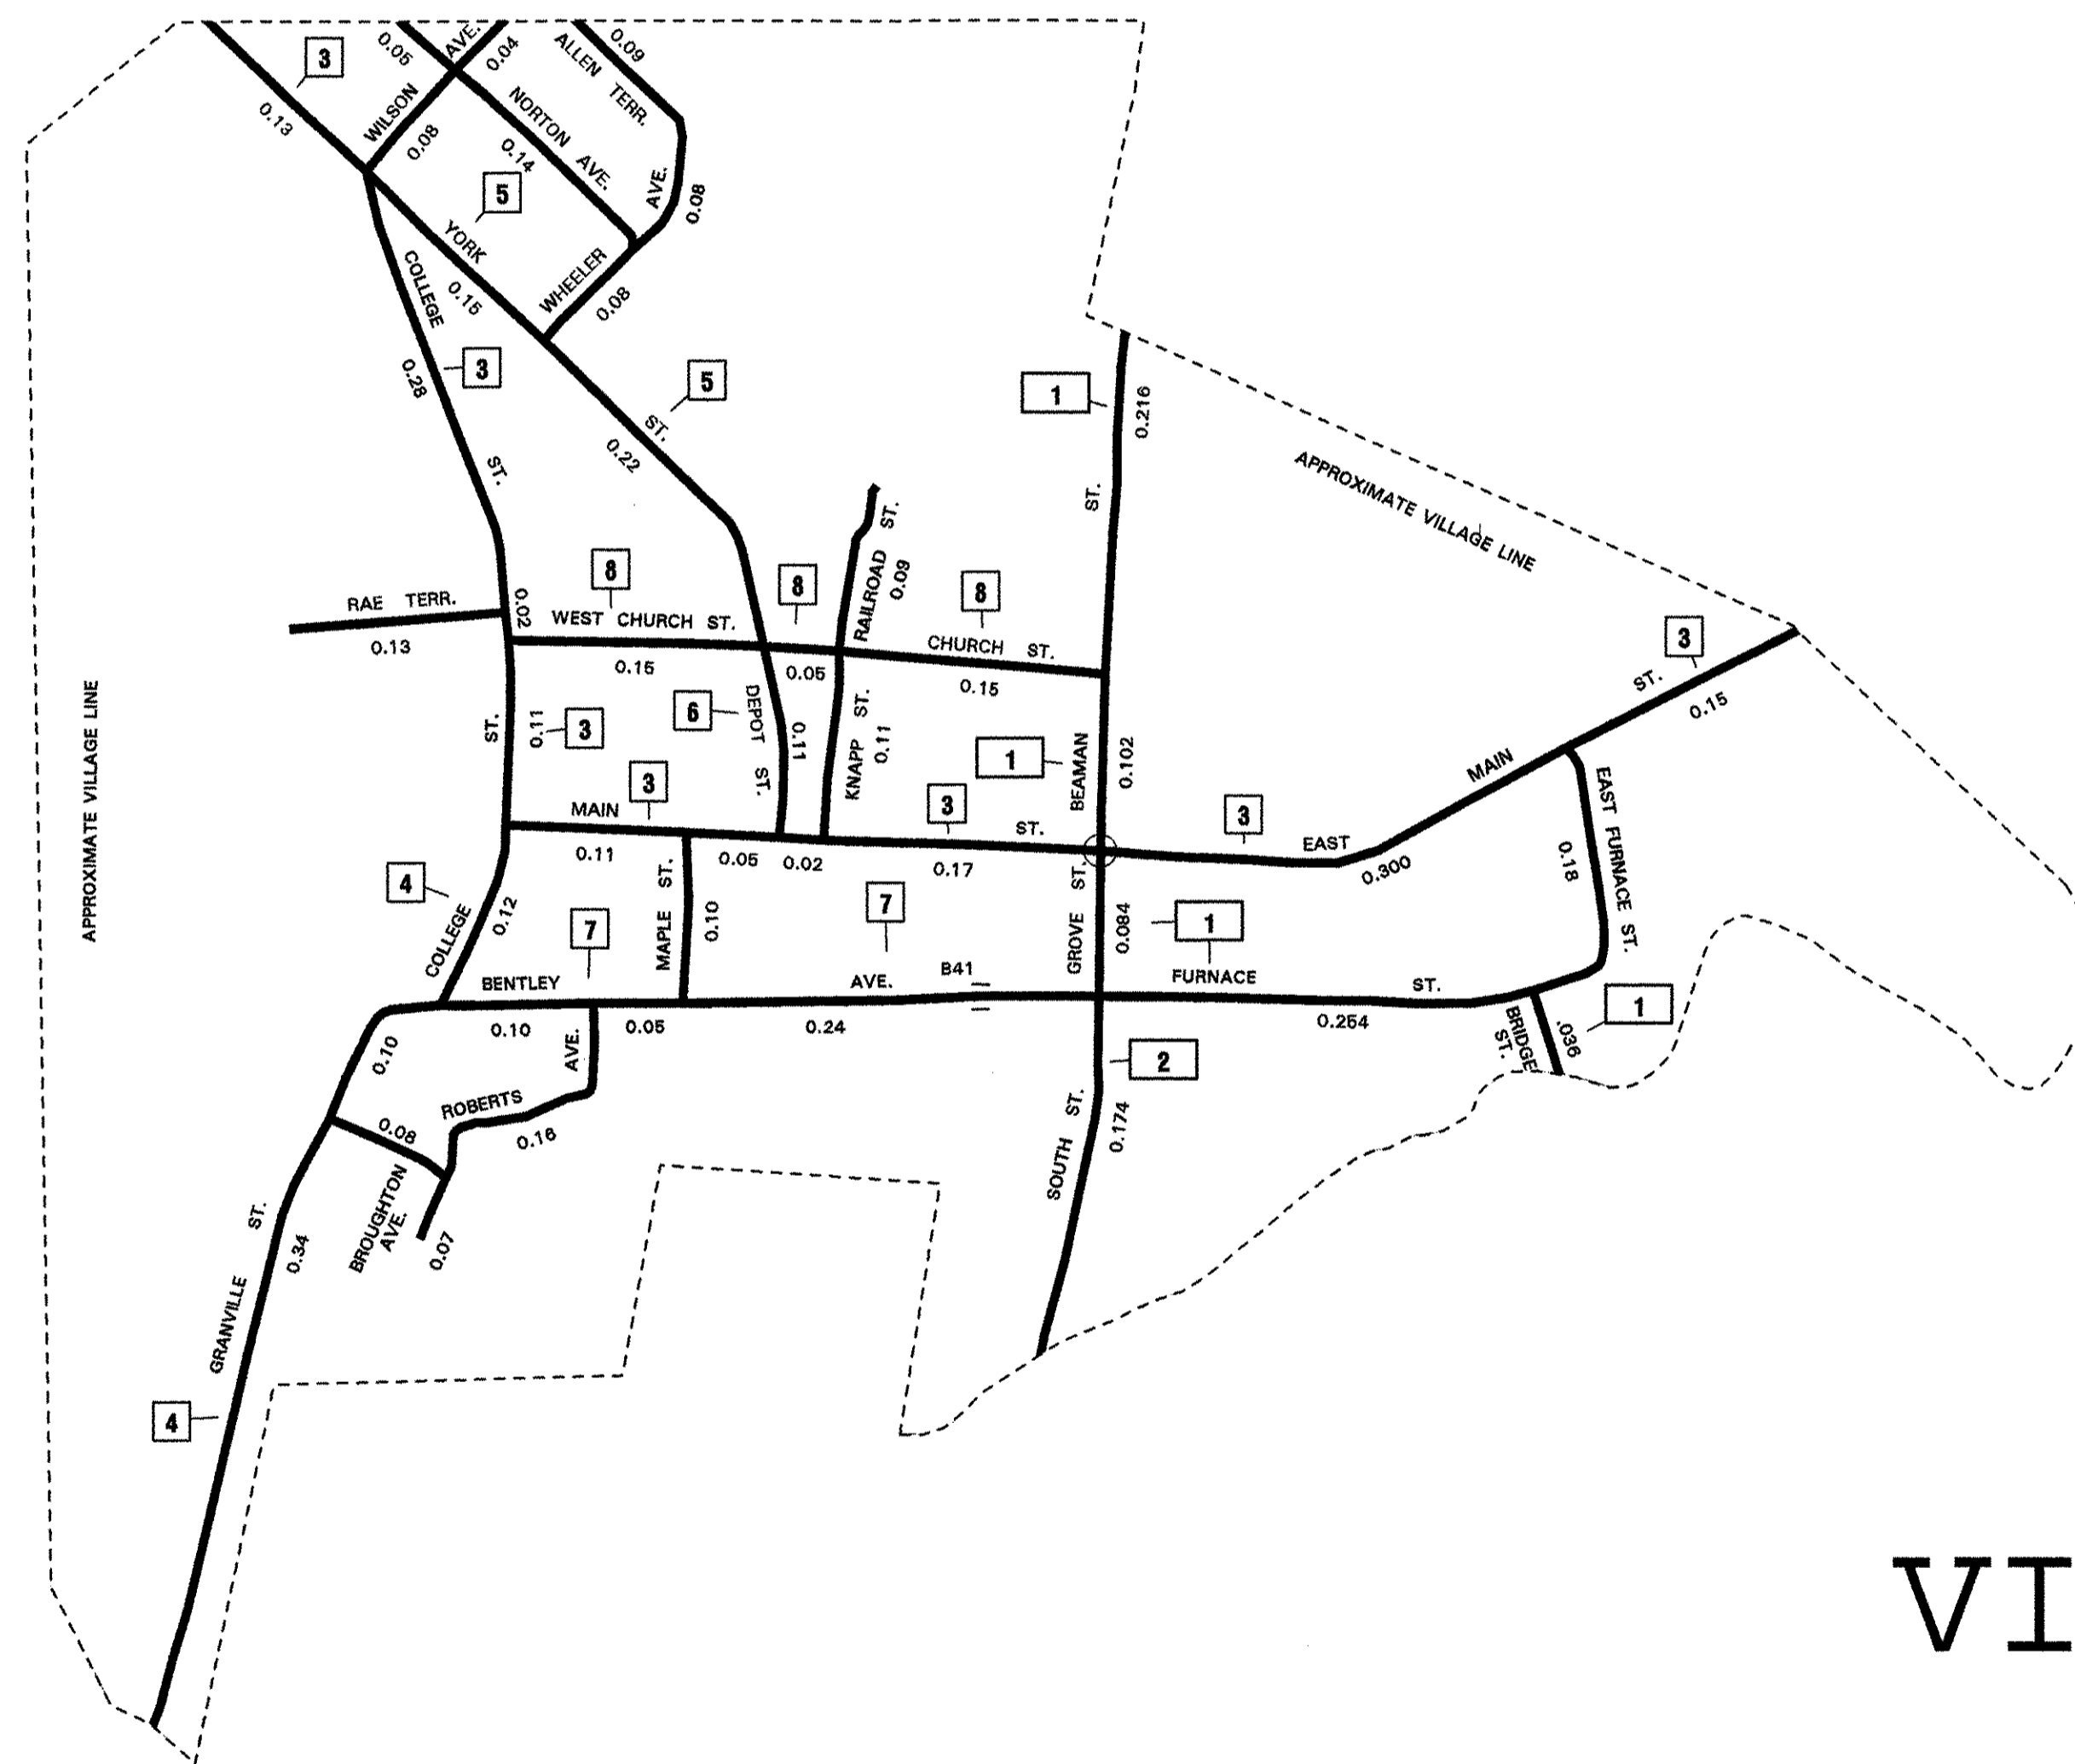 3
0.05
AVE.
0.04
0.09
ALLEN TERR.
0.13
WILSON
0.08
NORTON AVE.
0.14
5
AVE.
0.08
YORK
0.15
WHEELER
0.08
COLLEGE
3
0.28
ST.
5
ST.
0.22
1
0.216
ST.
APPROXIMATE VILLAGE LINE
RAILROAD ST.
0.09
8
8
8
RAE TERR.
0.13
0.02
WEST CHURCH ST.
0.15
0.05
CHURCH ST.
0.15
3
ST.
0.15
APPROXIMATE VILLAGE LINE
ST.
0.11
3
6
DEPOT ST.
0.11
KNAPP ST.
0.11
1
BEAMAN
0.102
MAIN
EAST FURNACE ST.
0.18
3
MAIN
3
ST.
3
EAST
0.300
0.11
0.05
0.02
0.17
4
COLLEGE
0.12
7
MAPLE ST.
0.10
7
GROVE ST.
0.084
1
BENTLEY
AVE.
B41
FURNACE
ST.
0.10
0.05
0.24
0.254
1
BRIDGE
ST.
.036
0.10
AVE.
2
ROBERTS
0.16
0.08
SOUTH ST.
0.174
BROUGHTON
AVE.
0.07
GRANVILLE ST.
0.34
4
VI